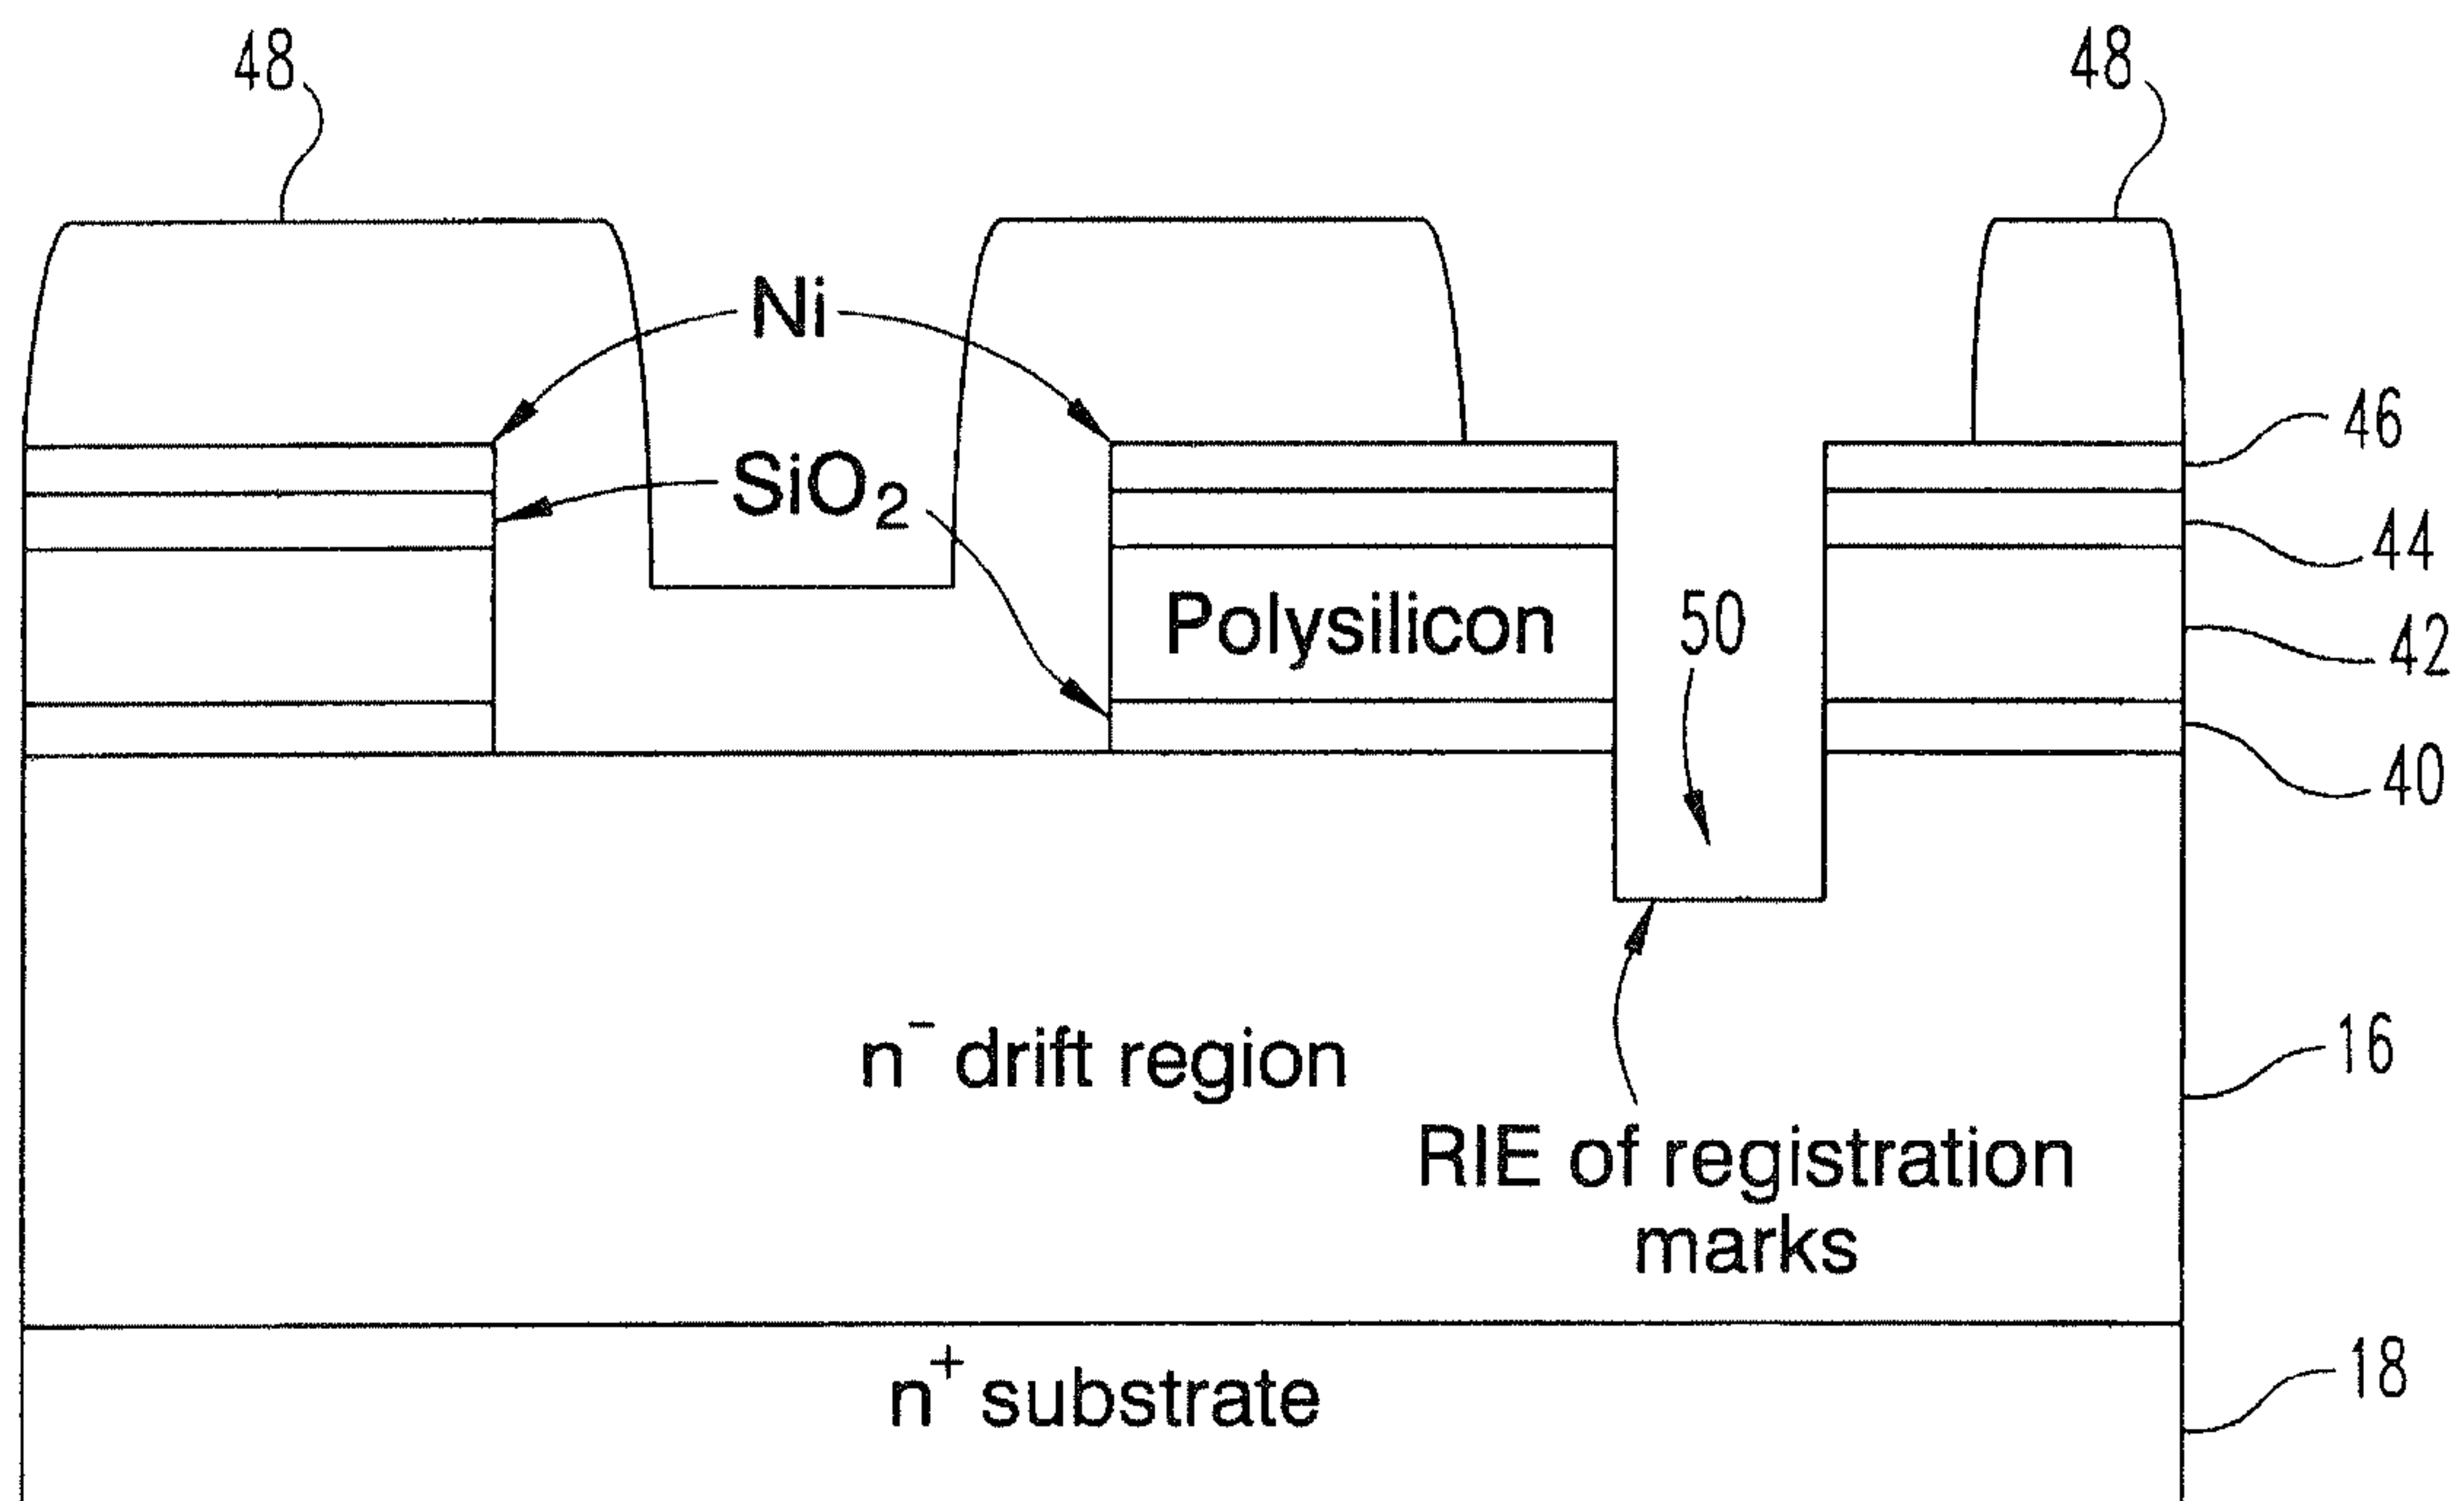 48
48
Ni
46
SiO₂
44
Polysilicon
50
42
40
n⁻ drift region
16
RIE of registration
marks
n⁺ substrate
18